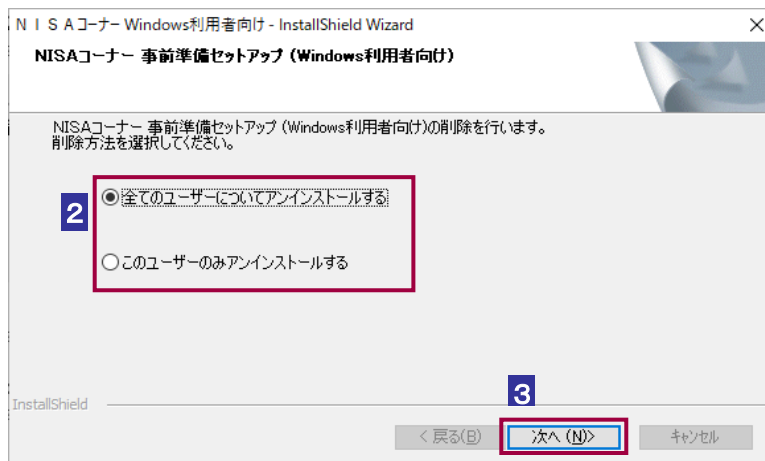 ＮＩＳＡコーナー Windows利用者向け - InstallShield Wizard
NISAコーナー 事前準備セットアップ (Windows利用者向け)
NISAコーナー 事前準備セットアップ (Windows利用者向け)の削除を行います。
削除方法を選択してください。
2
全てのユーザーについてアンインストールする
このユーザーのみアンインストールする
InstallShield
3
< 戻る(B)
次へ (N)>
キャンセル